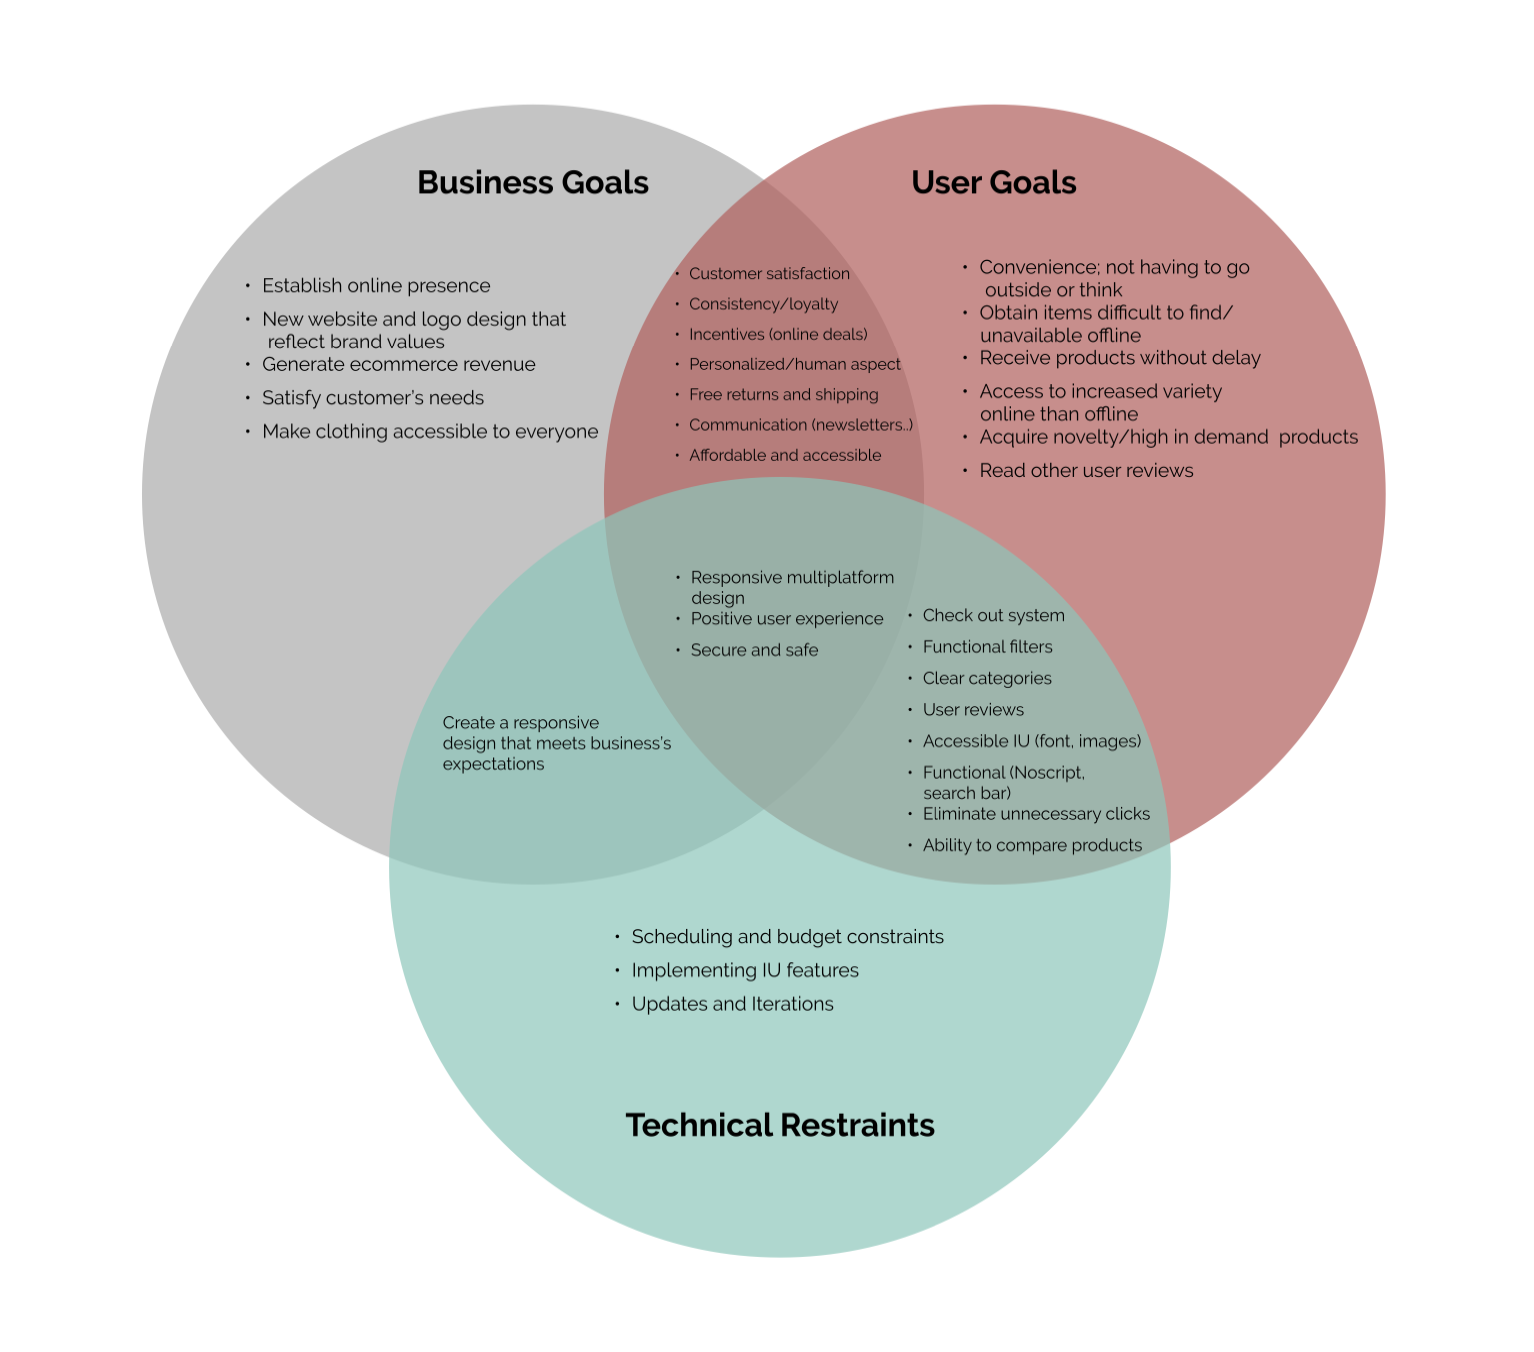 Business Goals
• Establish online presence
• New website and logo design that
reflect brand values
• Generate ecommerce revenue
• Satisfy customer's needs
• Make clothing accessible to everyone
• Customer satisfaction
• Consistency/loyalty
• Incentives (online deals)
• Personalized/human aspect
• Free returns and shipping
• Communication (newsletters..)
• Affordable and accessible
User Goals
• Convenience; not having to go
outside or think
• Obtain items difficult to find/
unavailable offline
• Receive products without delay
• Access to increased variety
online than offline
• Acquire novelty/high in demand  products
• Read other user reviews
• Responsive multiplatform
design
• Positive user experience
• Secure and safe
• Check out system
• Functional filters
• Clear categories
• User reviews
• Accessible IU (font, images)
• Functional (Noscript,
search bar)
• Eliminate unnecessary clicks
• Ability to compare products
Create a responsive
design that meets business's
expectations
• Scheduling and budget constraints
• Implementing IU features
• Updates and Iterations
Technical Restraints